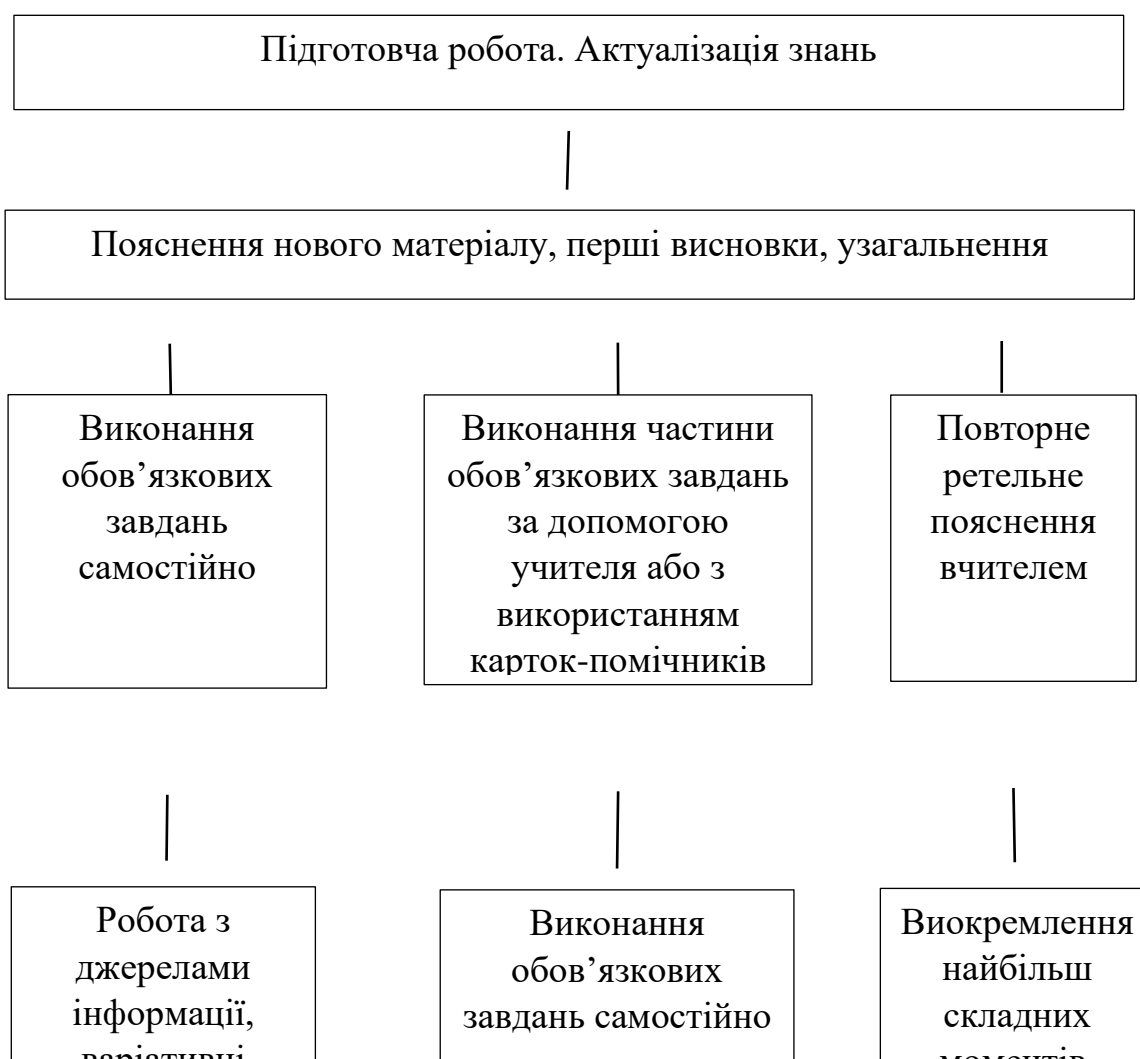 Підготовча робота. Актуалізація знань
Пояснення нового матеріалу, перші висновки, узагальнення
Виконання
обов’язкових
завдань
самостійно
Виконання частини
обов’язкових завдань
за допомогою
учителя або з
використанням
карток-помічників
Повторне
ретельне
пояснення
вчителем
Робота з
джерелами
інформації,
варіативні
Виконання
обов’язкових
завдань самостійно
Виокремлення
найбільш
складних
моментів